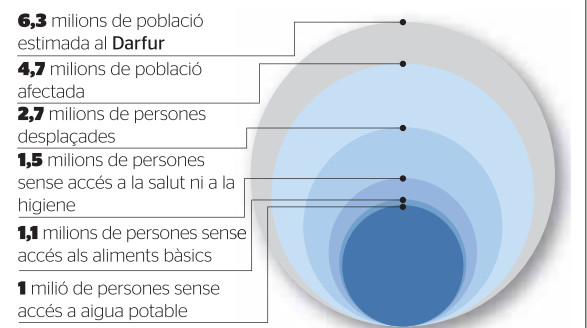 6,3 milions de població
estimada al Darfur
4,7 milions de població
afectada
2,7 milions de persones
desplaçades
1,5 milions de persones
sense accés a la salut ni a la
higiene
1,1 milions de persones sense
accés als aliments bàsics
1 milió de persones sense
accés a aigua potable